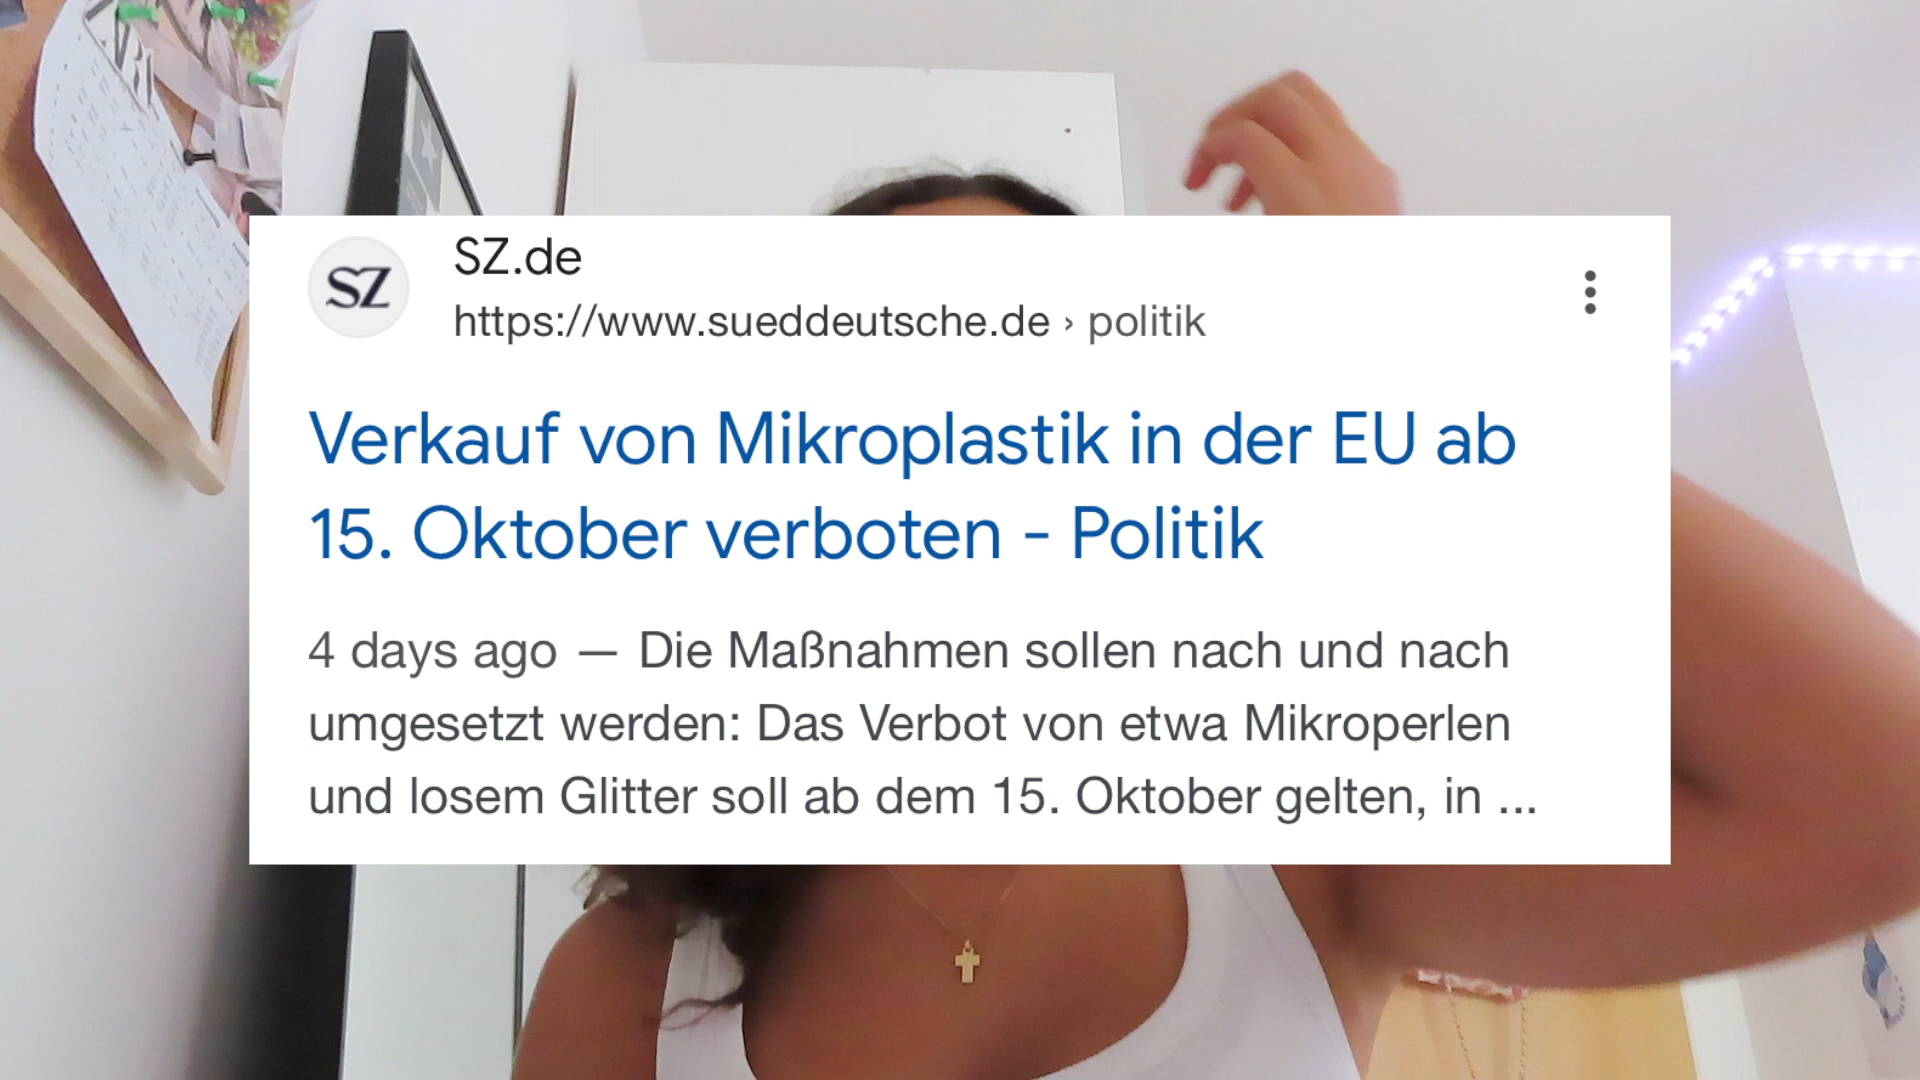 SZ
SZ.de
https://www.sueddeutsche.de › politik
Verkauf von Mikroplastik in der EU ab
15. Oktober verboten - Politik
4 days ago — Die Maßnahmen sollen nach und nach
umgesetzt werden: Das Verbot von etwa Mikroperlen
und losem Glitter soll ab dem 15. Oktober gelten, in ...